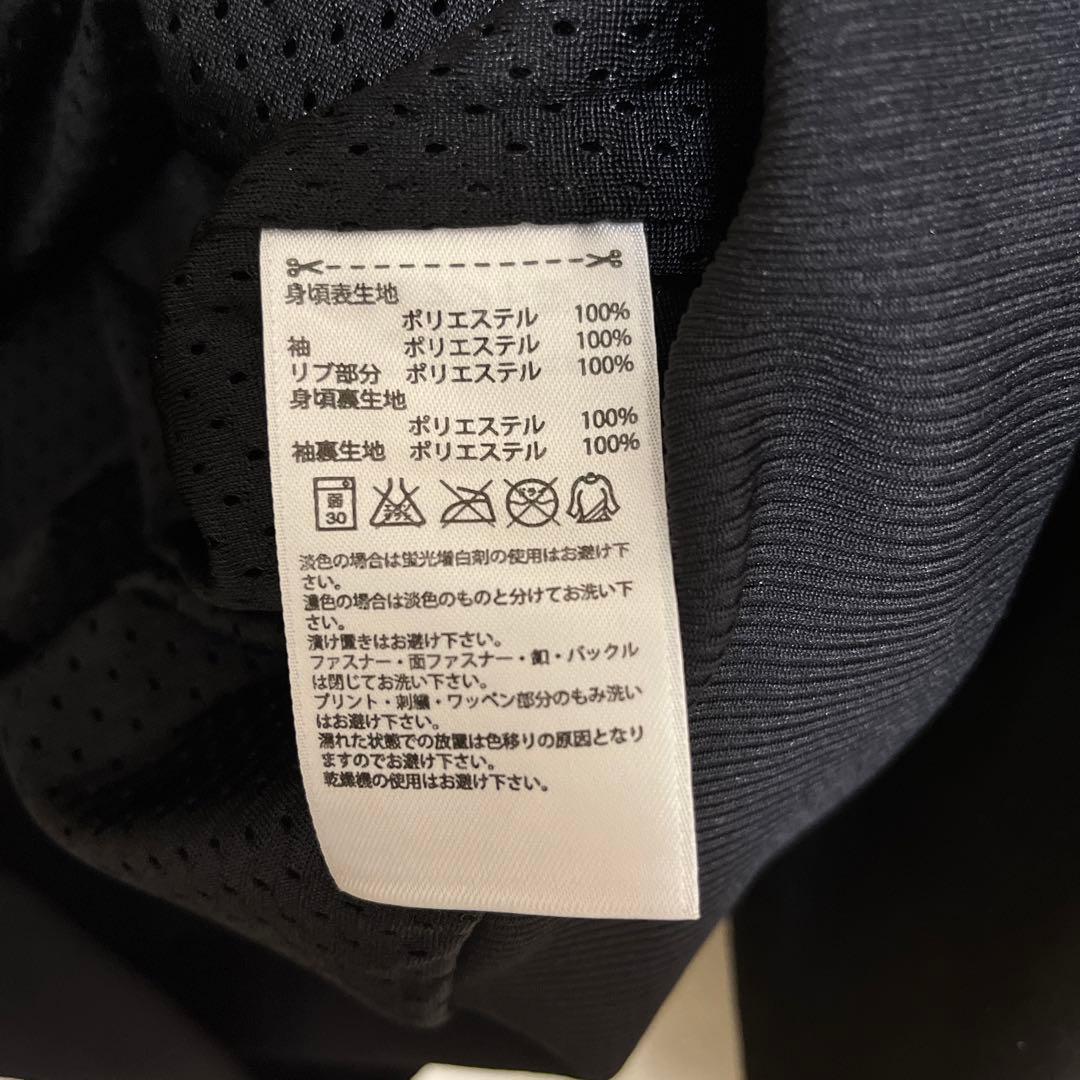 身頃表生地
ポリエステル 100%
袖 ポリエステル 100%
リブ部分 ポリエステル 100%
身頃裏生地
ポリエステル 100%
袖裏生地 ポリエステル 100%
弱
30
エンソサラシ
ドライ
淡色の場合は蛍光増白剤の使用はお避け下
さい。
濃色の場合は淡色のものと分けてお洗い下
さい。
漬け置きはお避け下さい。
ファスナー・面ファスナー・釦・バックル
は閉じてお洗い下さい。
プリント・刺繍・ワッペン部分のもみ洗い
はお避け下さい。
濡れた状態での放置は色移りの原因となり
ますのでお避け下さい。
乾燥機の使用はお避け下さい。